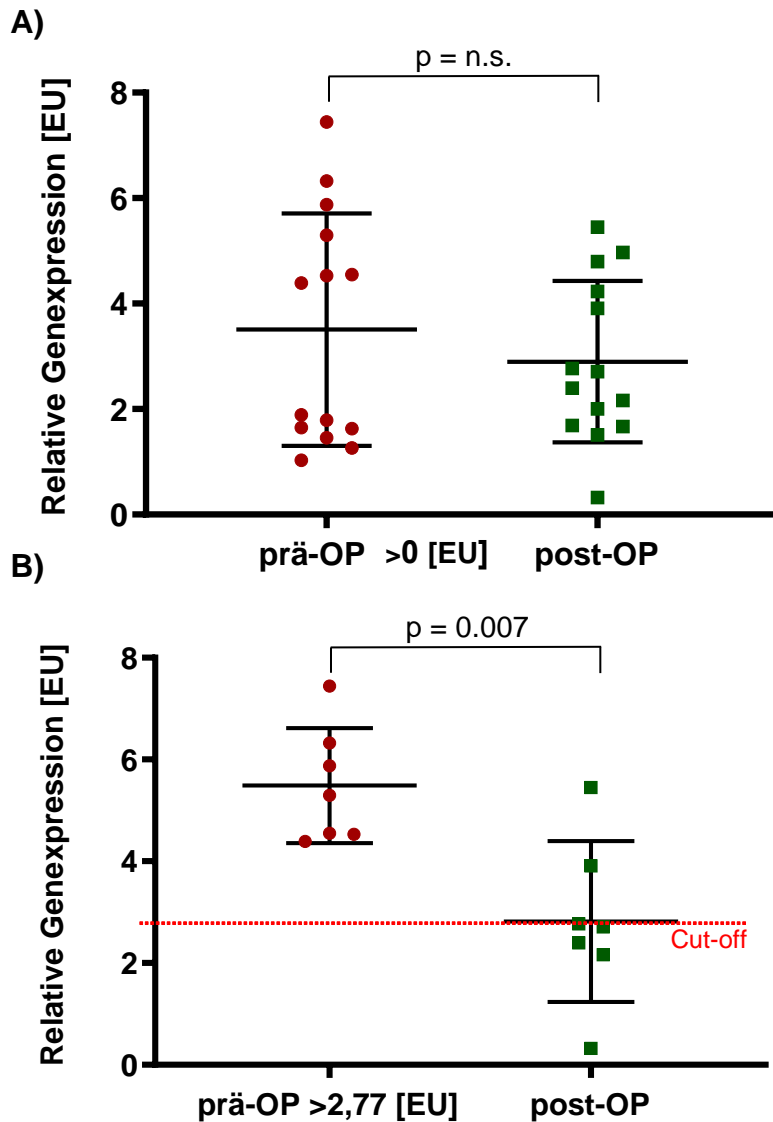 A)
p = n.s.
Relative Genexpression [EU]
8
6
4
2
0
prä-OP >0 [EU] post-OP
B)
p = 0.007
Relative Genexpression [EU]
8
6
4
2
0
Cut-off
prä-OP >2,77 [EU] post-OP